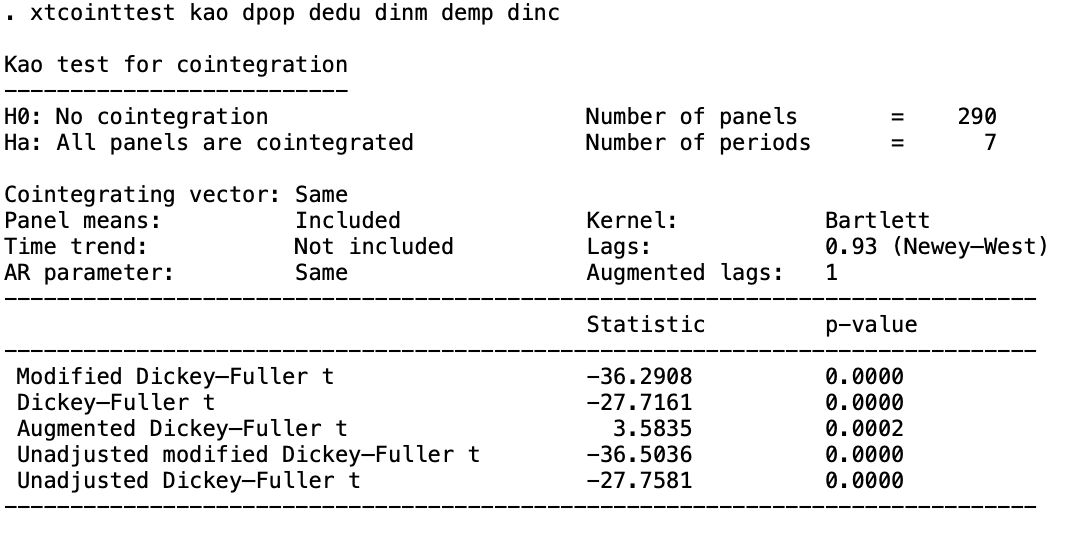 . xtcointtest kao dpop dedu dinm demp dinc
Kao test for cointegration
--------------------------
H0: No cointegration                        Number of panels       =    290
Ha: All panels are cointegrated             Number of periods      =      7
Cointegrating vector: Same
Panel means:          Included              Kernel:           Bartlett
Time trend:           Not included          Lags:             0.93 (Newey–West)
AR parameter:         Same                  Augmented lags:   1
------------------------------------------------------------------------------
                                            Statistic         p-value
------------------------------------------------------------------------------
 Modified Dickey–Fuller t                   -36.2908          0.0000
 Dickey–Fuller t                            -27.7161          0.0000
 Augmented Dickey–Fuller t                    3.5835          0.0002
 Unadjusted modified Dickey–Fuller t        -36.5036          0.0000
 Unadjusted Dickey–Fuller t                 -27.7581          0.0000
------------------------------------------------------------------------------